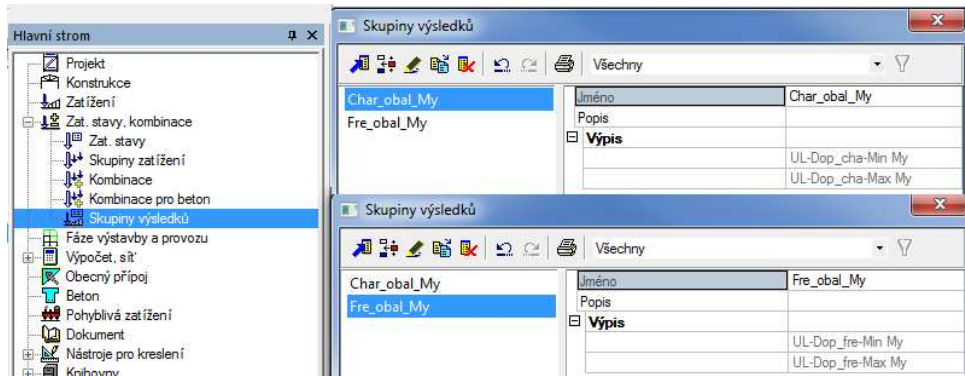 Hlavní strom
Projekt
Konstrukce
Zatížení
Zat. stavy, kombinace
Zat. stavy
Skupiny zatížení
Kombinace
Kombinace pro beton
Skupiny výsledků
Fáze výstavby a provozu
Výpočet, síť
Obecný přípoj
Beton
Pohyblivá zatížení
Dokument
Nástroje pro kreslení
Knihovny
Skupiny výsledků
Všechny
Char_obal_My
Fre_obal_My
Jméno Char_obal_My
Popis
Výpis
UL-Dop_cha-Min My
UL-Dop_cha-Max My
Skupiny výsledků
Všechny
Char_obal_My
Fre_obal_My
Jméno Fre_obal_My
Popis
Výpis
UL-Dop_fre-Min My
UL-Dop_fre-Max My